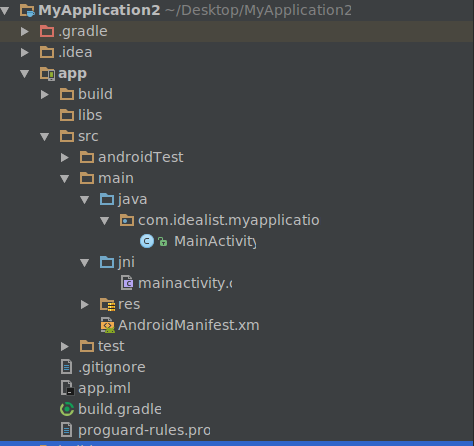 MyApplication2 ~/Desktop/MyApplication2
.gradle
.idea
app
build
libs
src
androidTest
main
java
com.idealist.myapplicatio
C MainActivity
jni
mainactivity.c
res
AndroidManifest.xm
test
.gitignore
app.iml
build.gradle
proguard-rules.pro